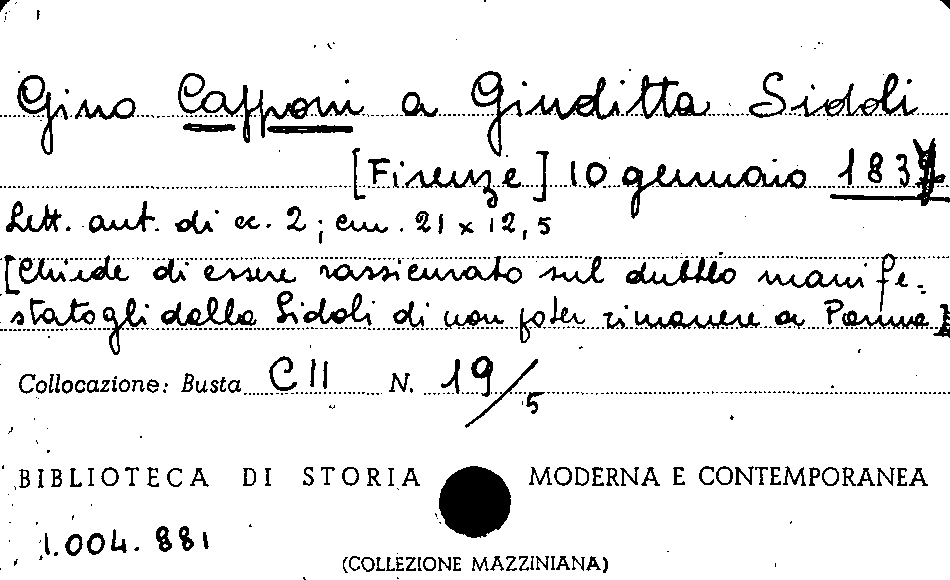 Gino Capponi a Giuditta Sidoli
[Firenze] 10 gennaio
Lett. aut. di cc. 2; cm. 21 x 12,5
[Chiede di essere rassicurato sul dubbio manife-
statogli dalla Sidoli di non poter rimanere a Parma]
Collocazione: Busta CII N. 19/5
BIBLIOTECA DI STORIA MODERNA E CONTEMPORANEA
1.004.881
(COLLEZIONE MAZZINIANA)